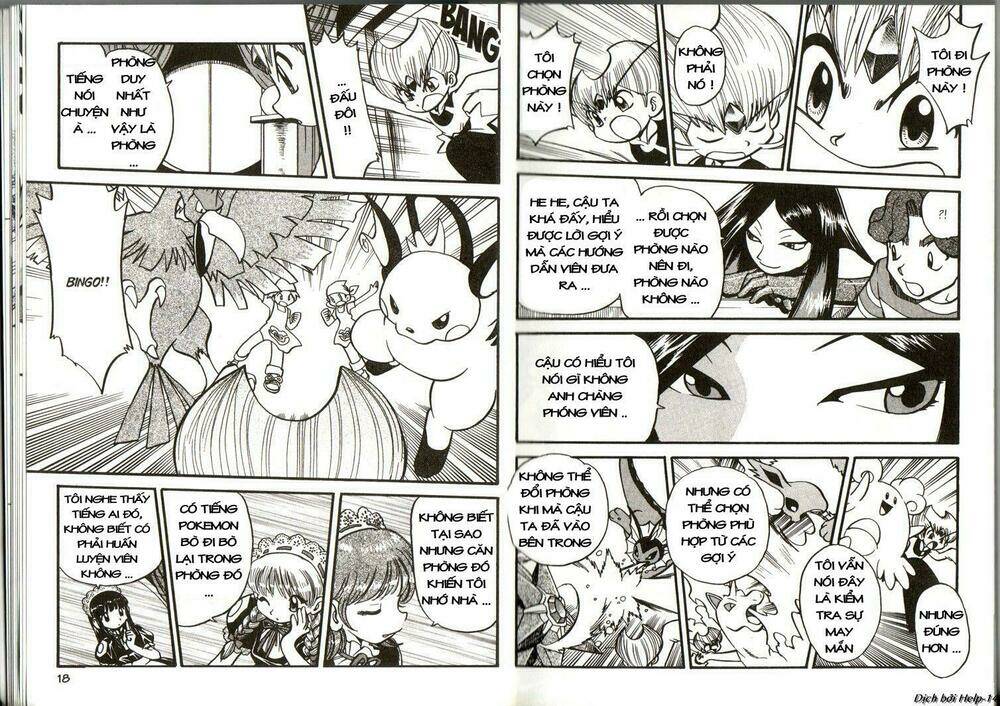 TÔI ĐI
PHÒNG
NÀY !
KHÔNG
PHẢI
NÓ !
TÔI
CHỌN
PHÒNG
NÀY !
?!
... RỒI CHỌN
ĐƯỢC
PHÒNG NÀO
NÊN ĐI,
PHÒNG NÀO
KHÔNG ...
HE HE, CẬU TA
KHÁ ĐẤY, HIỂU
ĐƯỢC LỜI GỢI Ý
MÀ CÁC HƯỚNG
DẪN VIÊN ĐƯA
RA ...
CẬU CÓ HIỂU TÔI
NÓI GÌ KHÔNG
ANH CHÀNG
PHÓNG VIÊN ..
NHƯNG ĐÚNG
HƠN ...
TÔI VẪN
NÓI ĐÂY
LÀ KIỂM
TRA SỰ
MAY
MẮN
NHƯNG CÓ
THỂ CHỌN
PHÒNG PHÙ
HỢP TỪ CÁC
GỢI Ý
KHÔNG THỂ
ĐỔI PHÒNG
KHI MÀ CẬU
TA ĐÃ VÀO
BÊN TRONG
BANG
... ĐẤU
ĐÔI !!
PHÒNG
DUY
NHẤT
NHƯ
VẬY LÀ
PHÒNG
...
TIẾNG
NÓI
CHUYỆN
À ...
BINGO!!
KHÔNG BIẾT
TẠI SAO
NHƯNG CĂN
PHÒNG ĐÓ
KHIẾN TÔI
NHỚ NHÀ ...
CÓ TIẾNG
POKEMON
BỎ ĐI BỎ
LẠI TRONG
PHÒNG ĐÓ ..
TÔI NGHE THẤY
TIẾNG AI ĐÓ,
KHÔNG BIẾT CÓ
PHẢI HUẤN
LUYỆN VIÊN
KHÔNG ...
18
Dịch bởi Help-14